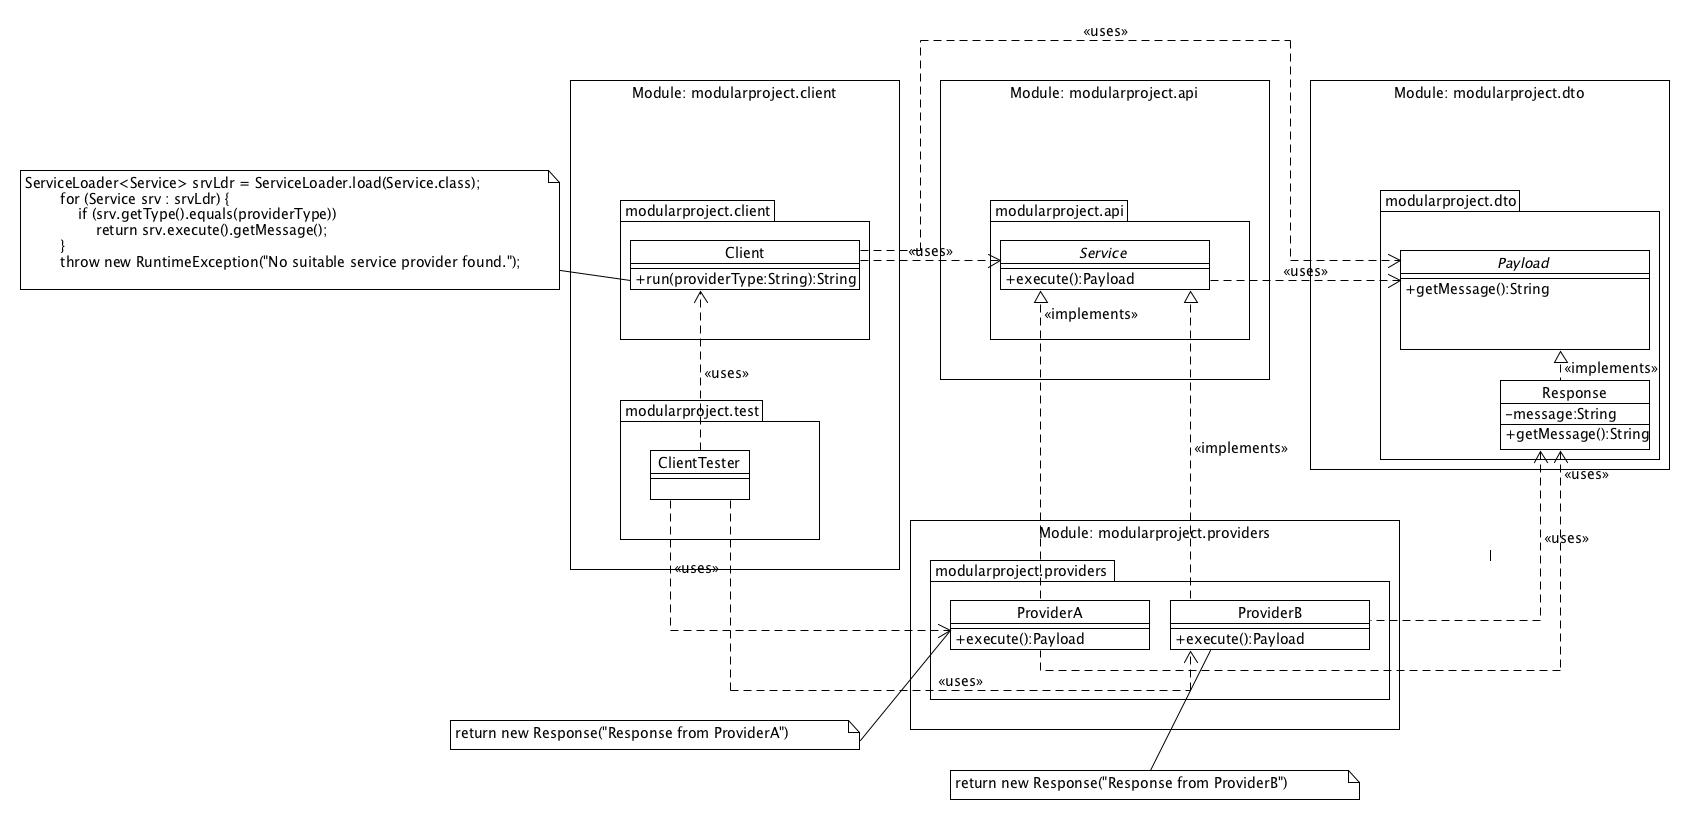 «uses»
Module: modularproject.client
Module: modularproject.api
Module: modularproject.dto
ServiceLoader<Service> srvLdr = ServiceLoader.load(Service.class);
for (Service srv : srvLdr) {
if (srv.getType().equals(providerType))
return srv.execute().getMessage();
}
throw new RuntimeException("No suitable service provider found.");
modularproject.client
Client
+run(providerType:String):String
«uses»
modularproject.api
Service
+execute():Payload
«implements»
«uses»
modularproject.dto
Payload
+getMessage():String
«implements»
Response
-message:String
+getMessage():String
«uses»
modularproject.test
ClientTester
«implements»
«uses»
«uses»
«uses»
Module: modularproject.providers
modularproject.providers
ProviderA
+execute():Payload
ProviderB
+execute():Payload
«uses»
return new Response("Response from ProviderA")
return new Response("Response from ProviderB")